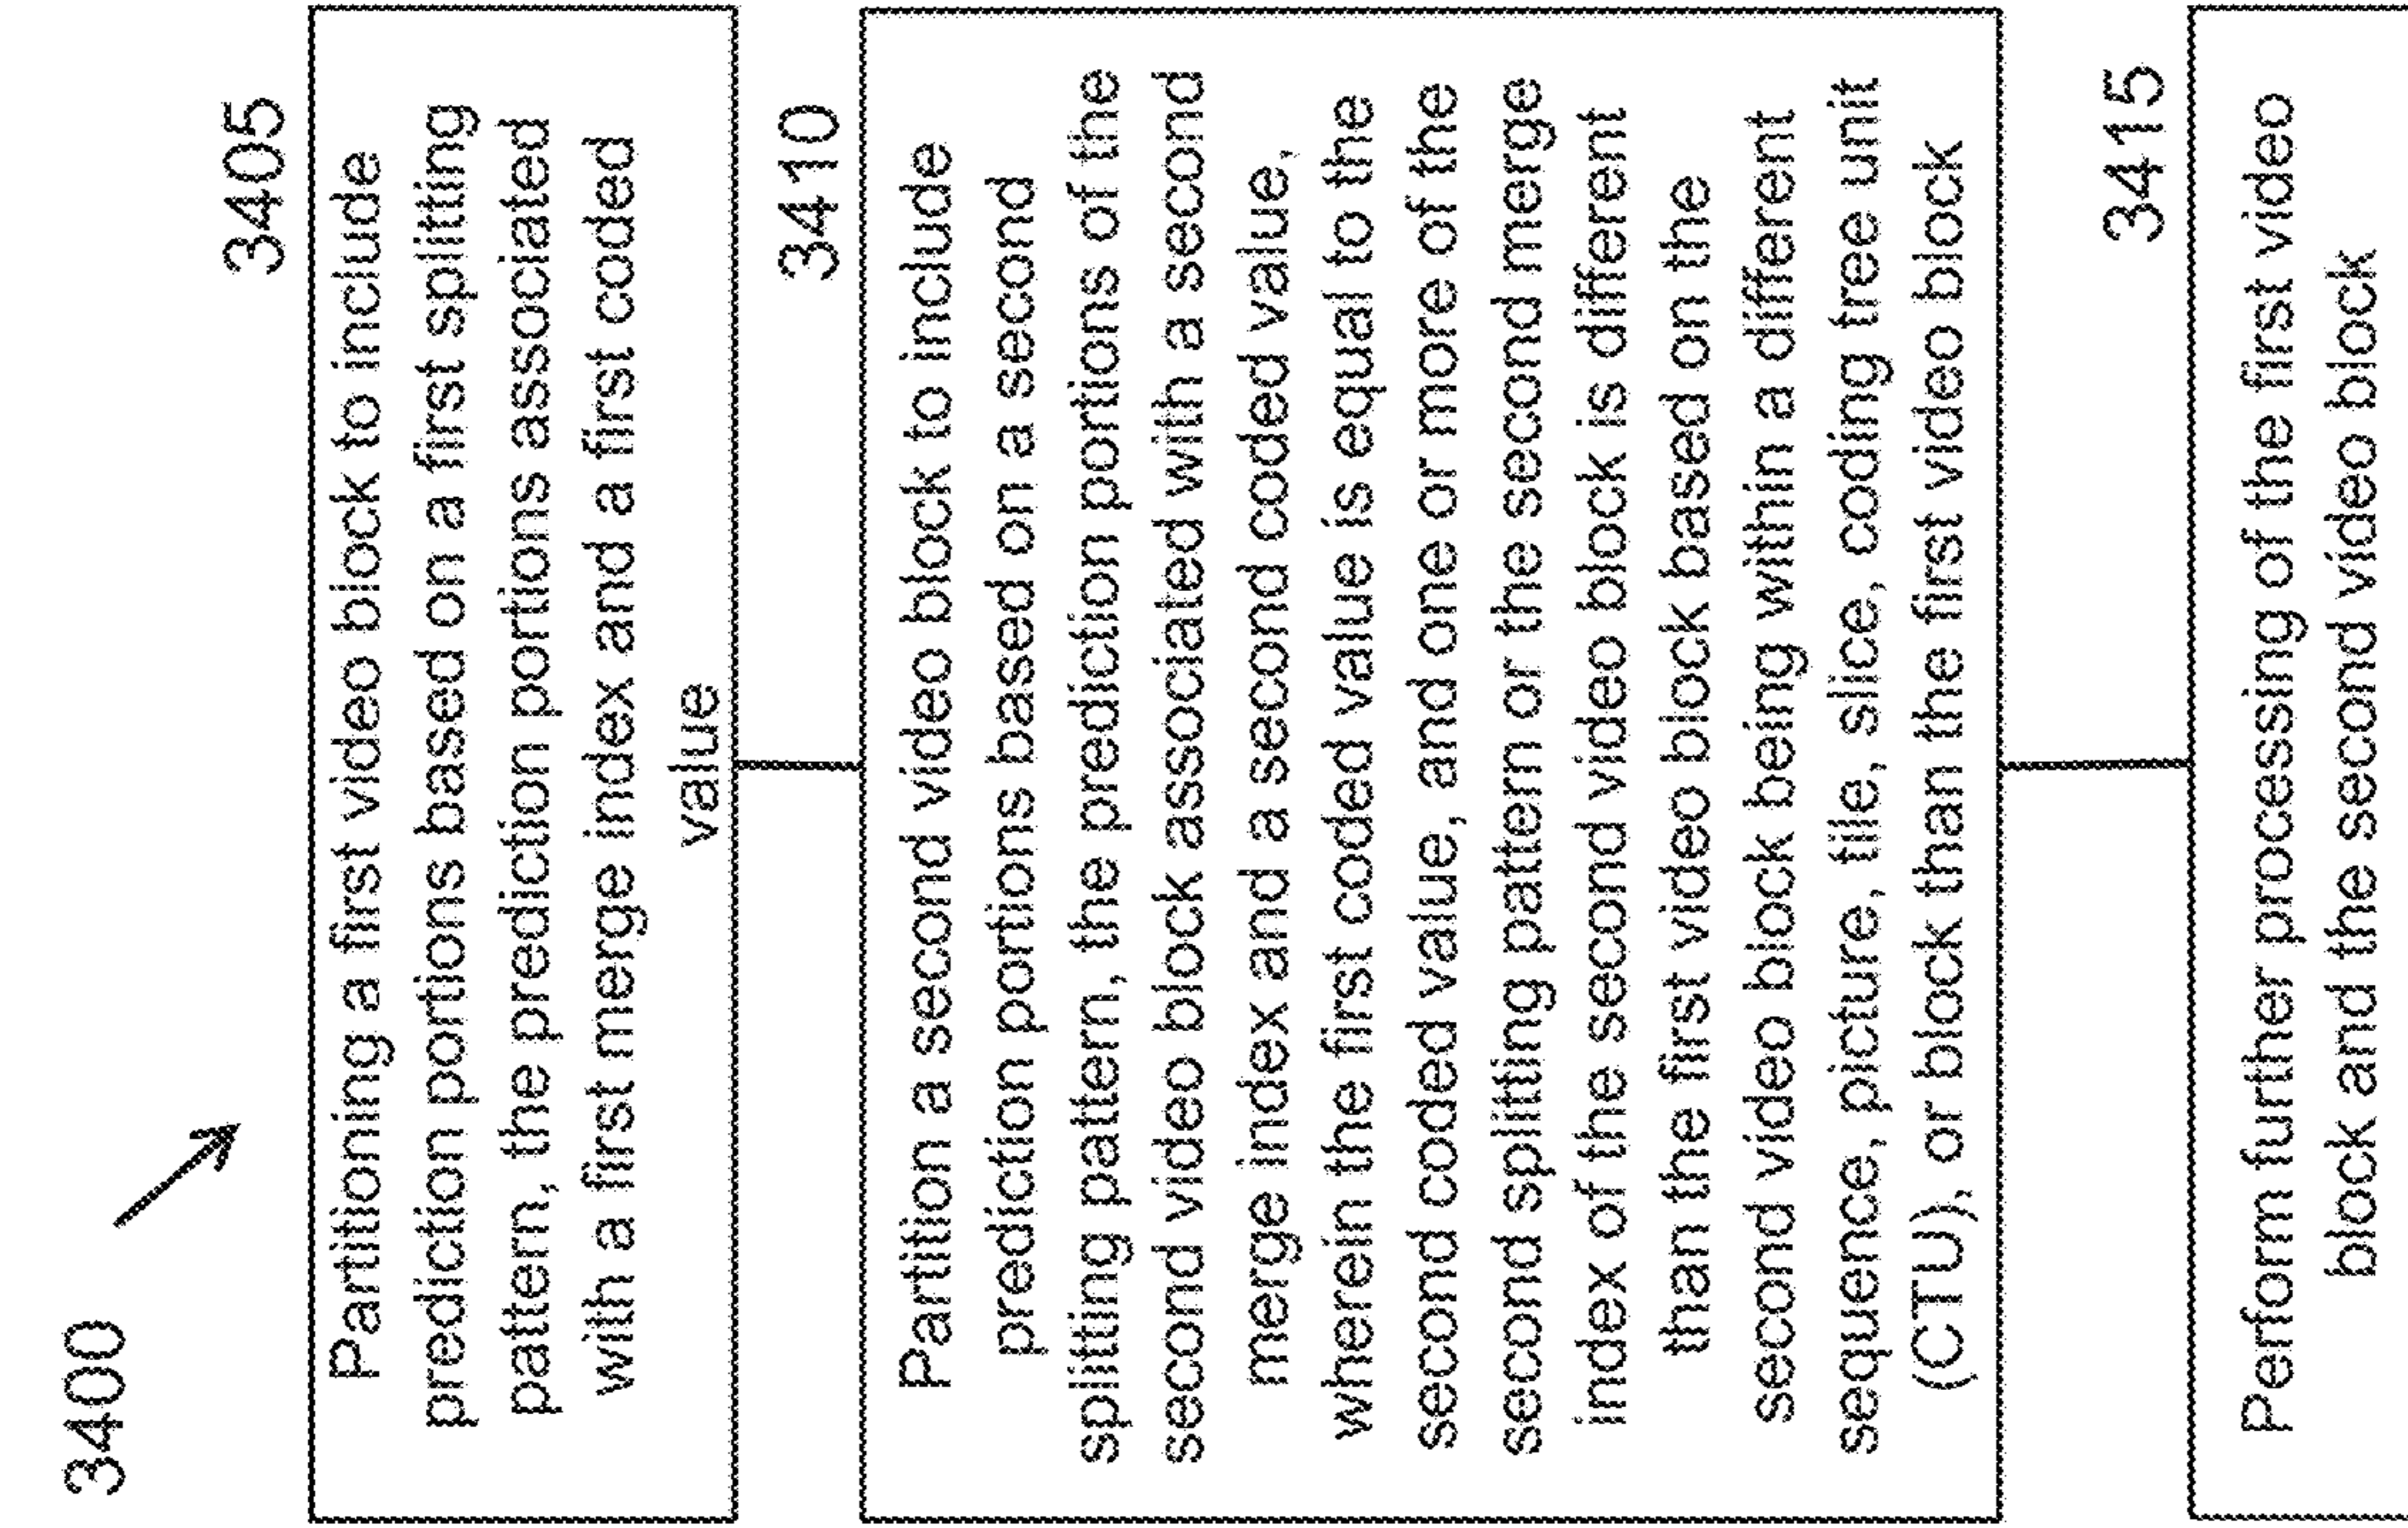 3400
3405
Partitioning a first video block to include
prediction portions based on a first splitting
pattern, the prediction portions associated
with a first merge index and a first coded
value
3410
Partition a second video block to include
prediction portions based on a second
splitting pattern, the prediction portions of the
second video block associated with a second
merge index and a second coded value,
wherein the first coded value is equal to the
second coded value, and one or more of the
second splitting pattern or the second merge
index of the second video block is different
than the first video block based on the
second video block being within a different
sequence, picture, tile, slice, coding tree unit
(CTU), or block than the first video block
3415
Perform further processing of the first video
block and the second video block